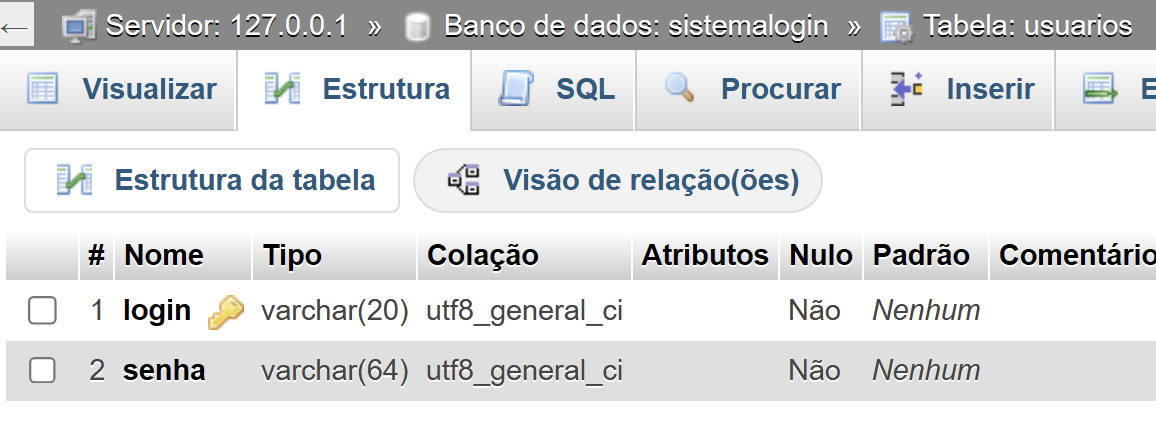 Servidor: 127.0.0.1 » Banco de dados: sistemalogin » Tabela: usuarios
Visualizar Estrutura SQL Procurar Inserir E
Estrutura da tabela Visão de relação(ões)
# Nome Tipo Colação Atributos Nulo Padrão Comentário
1 login varchar(20) utf8_general_ci Não Nenhum
2 senha varchar(64) utf8_general_ci Não Nenhum